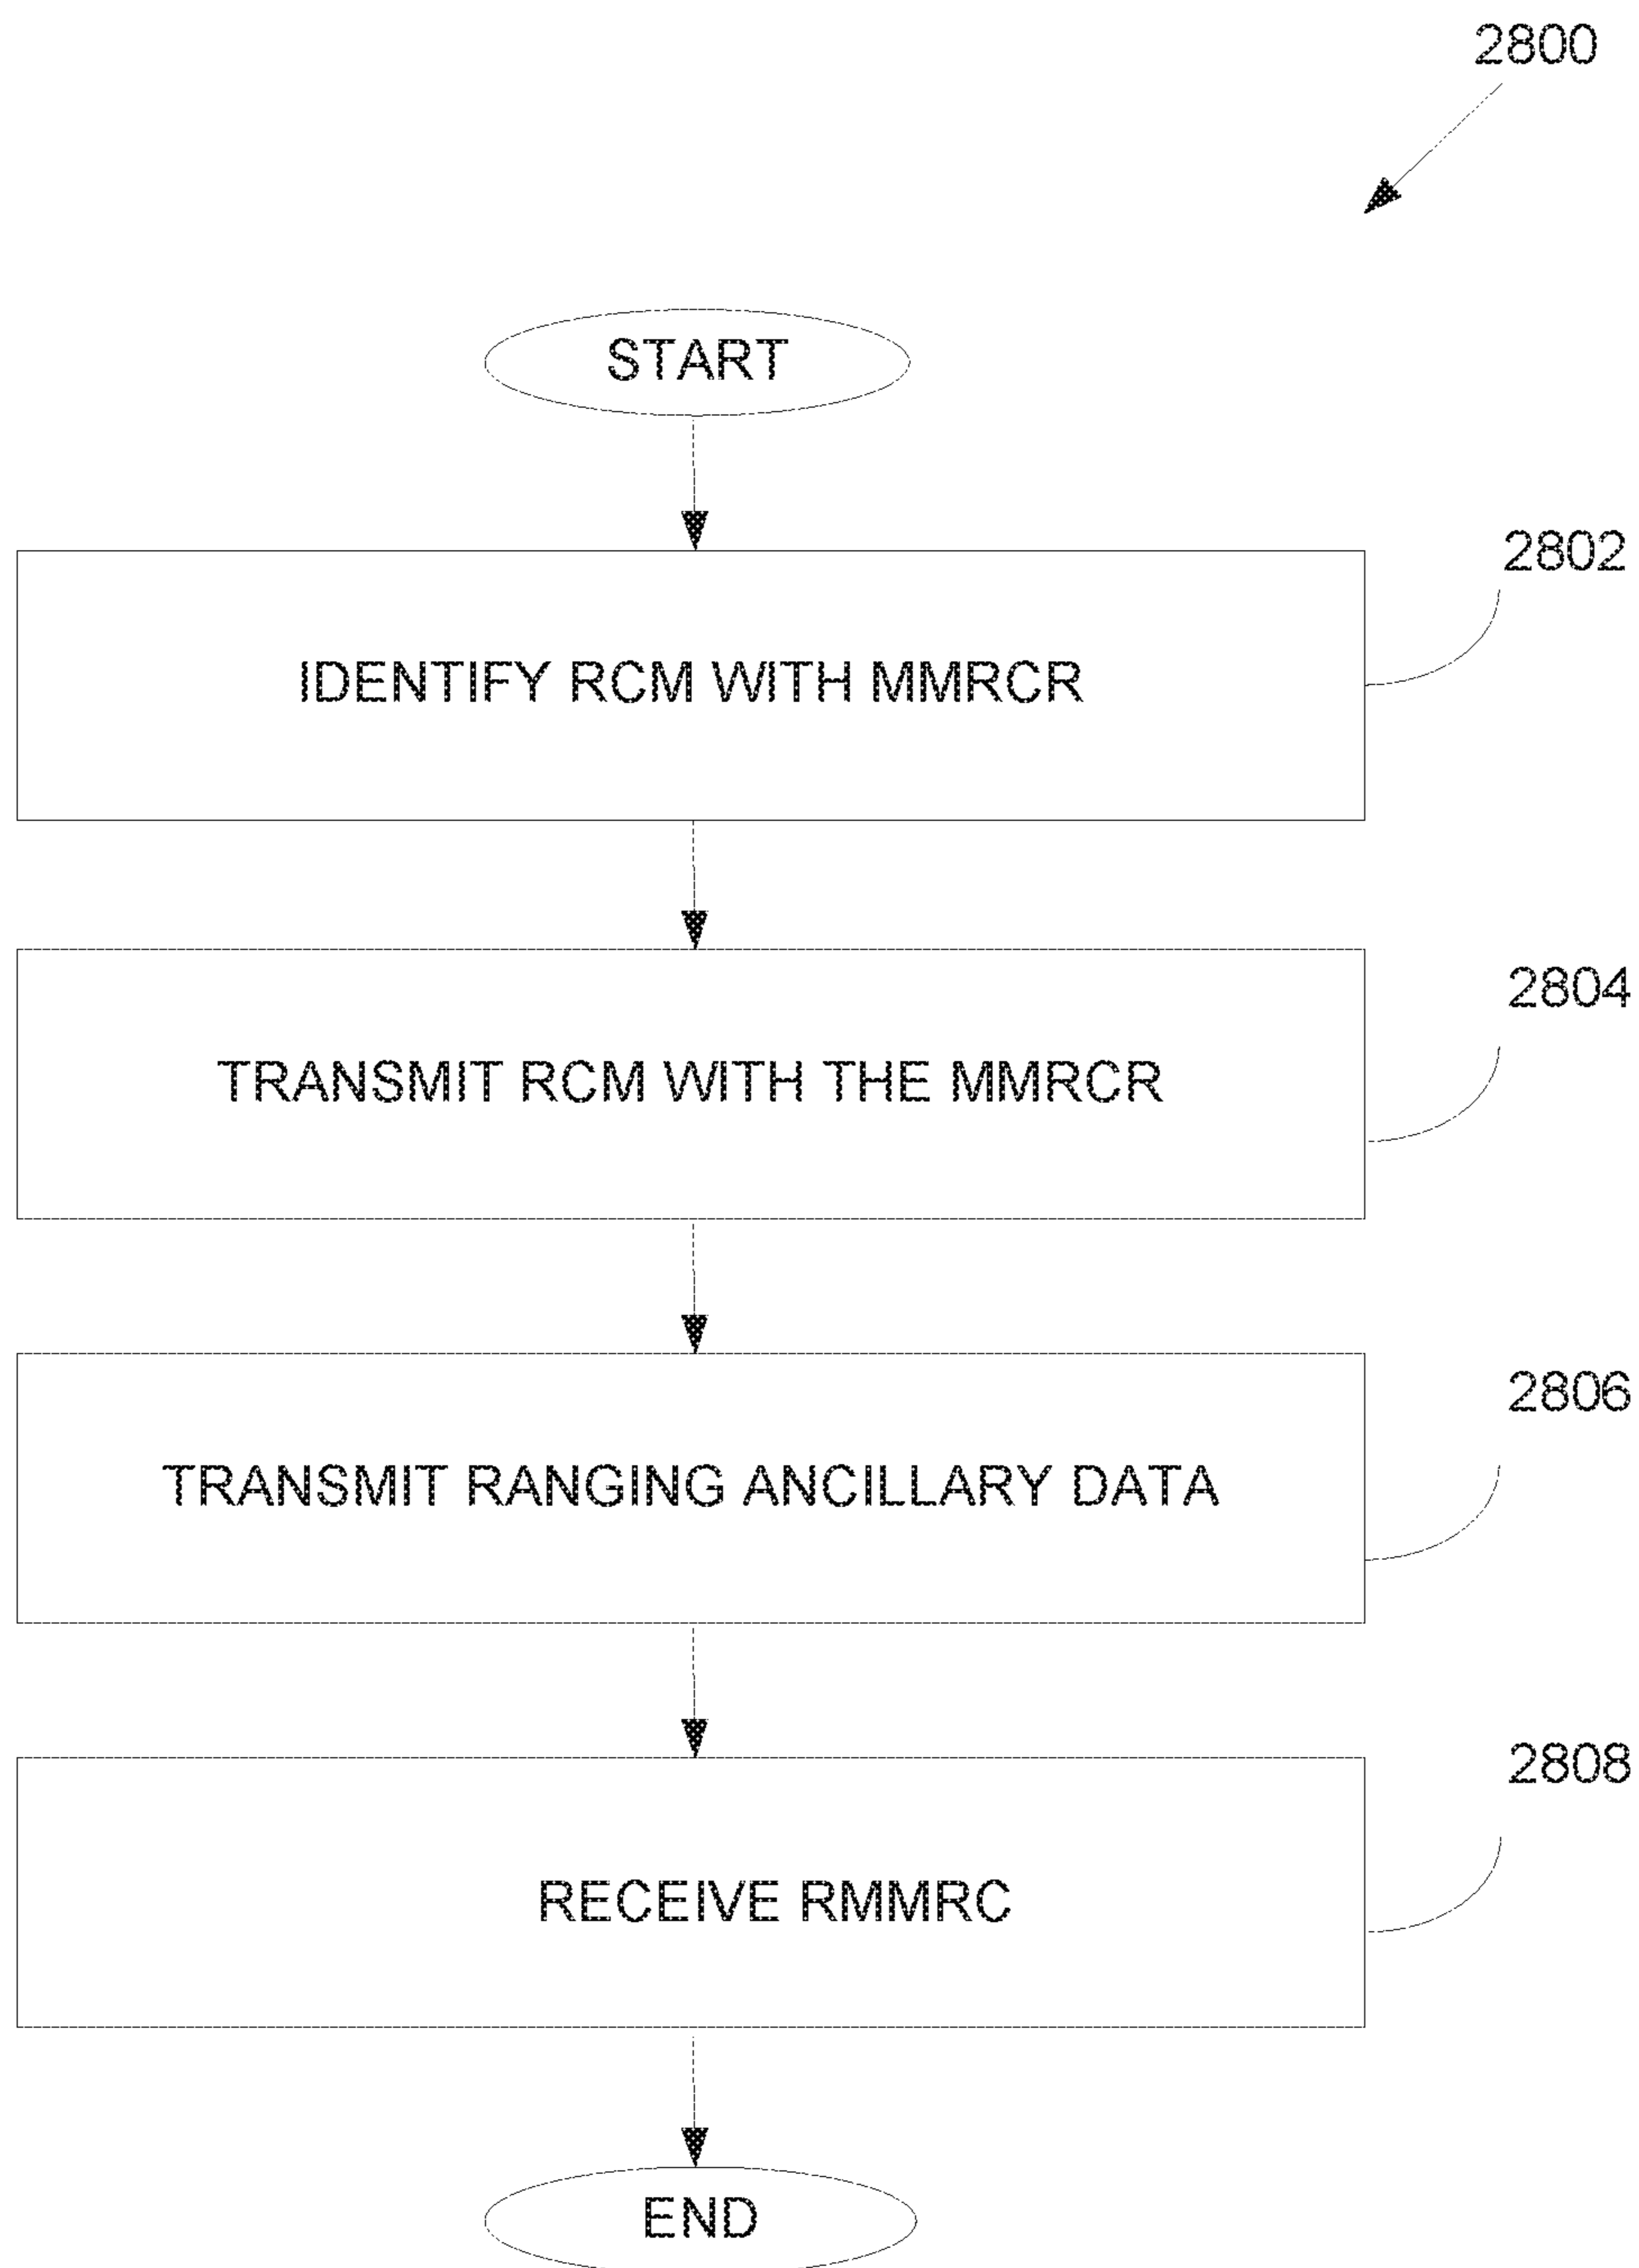 2800
START
2802
IDENTIFY RCM WITH MMRCR
2804
TRANSMIT RCM WITH THE MMRCR
2806
TRANSMIT RANGING ANCILLARY DATA
2808
RECEIVE RMMRC
END